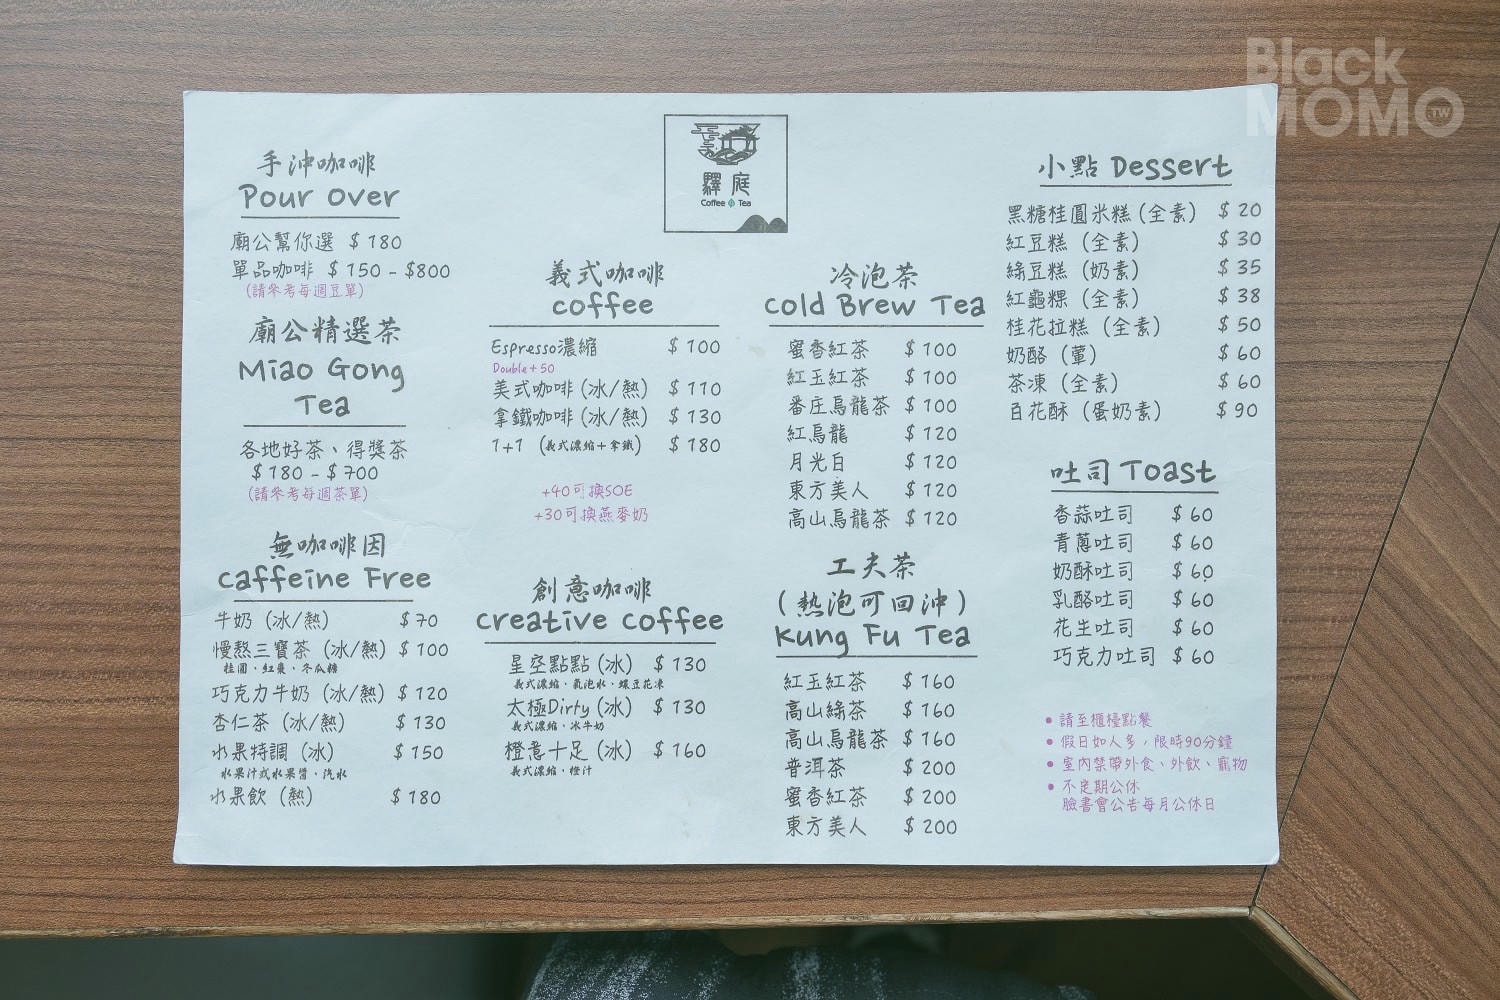 Black
MOMO
TW
驛庭
Coffee Tea
手沖咖啡
Pour over
廟公幫你選 $180
單品咖啡 $150-$800
(請參考每週豆單)
廟公精選茶
Miao Gong
Tea
各地好茶、得獎茶
$180-$700
(請參考每週茶單)
無咖啡因
caffeine Free
牛奶(冰/熱) $70
慢熬三寶茶(冰/熱) $100
桂圓、紅棗、冬瓜糖
巧克力牛奶(冰/熱) $120
杏仁茶(冰/熱) $130
水果特調(冰) $150
水果汁或水果醬、汽水
水果飲(熱) $180
義式咖啡
coffee
Espresso濃縮 $100
Double+50
美式咖啡(冰/熱) $110
拿鐵咖啡(冰/熱) $130
1+1 (義式濃縮+拿鐵) $180
+40可換SOE
+30可換燕麥奶
創意咖啡
creative coffee
星空點點(冰) $130
義式濃縮、氣泡水、蝶豆花凍
太極Dirty(冰) $130
義式濃縮、冰牛奶
橙意十足(冰) $160
義式濃縮、橙汁
冷泡茶
cold Brew Tea
蜜香紅茶 $100
紅玉紅茶 $100
番庄烏龍茶 $100
紅烏龍 $120
月光白 $120
東方美人 $120
高山烏龍茶 $120
工夫茶
(熱泡可回沖)
Kung Fu Tea
紅玉紅茶 $160
高山綠茶 $160
高山烏龍茶 $160
普洱茶 $200
蜜香紅茶 $200
東方美人 $200
小點 Dessert
黑糖桂圓米糕(全素) $20
紅豆糕(全素) $30
綠豆糕(奶素) $35
紅龜粿(全素) $38
桂花拉糕(全素) $50
奶酪(葷) $60
茶凍(全素) $60
百花酥(蛋奶素) $90
吐司 Toast
香蒜吐司 $60
青蔥吐司 $60
奶酥吐司 $60
乳酪吐司 $60
花生吐司 $60
巧克力吐司 $60
• 請至櫃檯點餐
• 假日如人多,限時90分鐘
• 室內禁帶外食、外飲、寵物
• 不定期公休
臉書會公告每月公休日